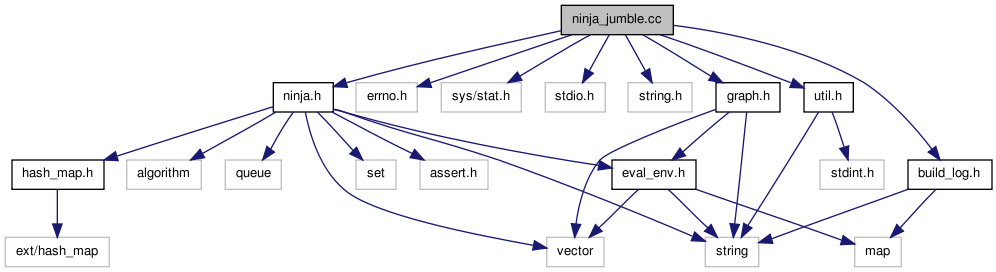 ninja_jumble.cc
ninja.h
errno.h
sys/stat.h
stdio.h
string.h
graph.h
util.h
hash_map.h
algorithm
queue
set
assert.h
eval_env.h
stdint.h
build_log.h
ext/hash_map
vector
string
map